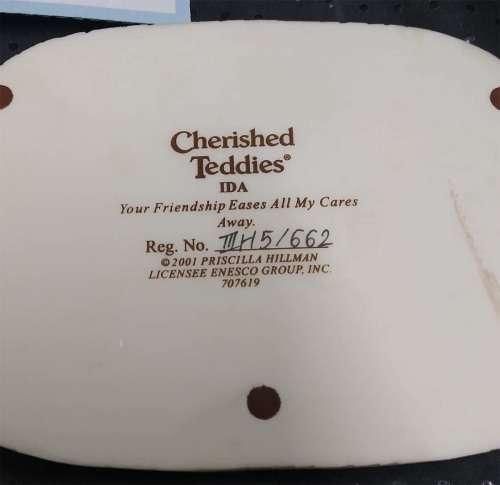 Cherished
Teddies®
IDA
Your Friendship Eases All My Cares
Away.
Reg. No. IIIH5/662
©2001 PRISCILLA HILLMAN
LICENSEE ENESCO GROUP, INC.
707619